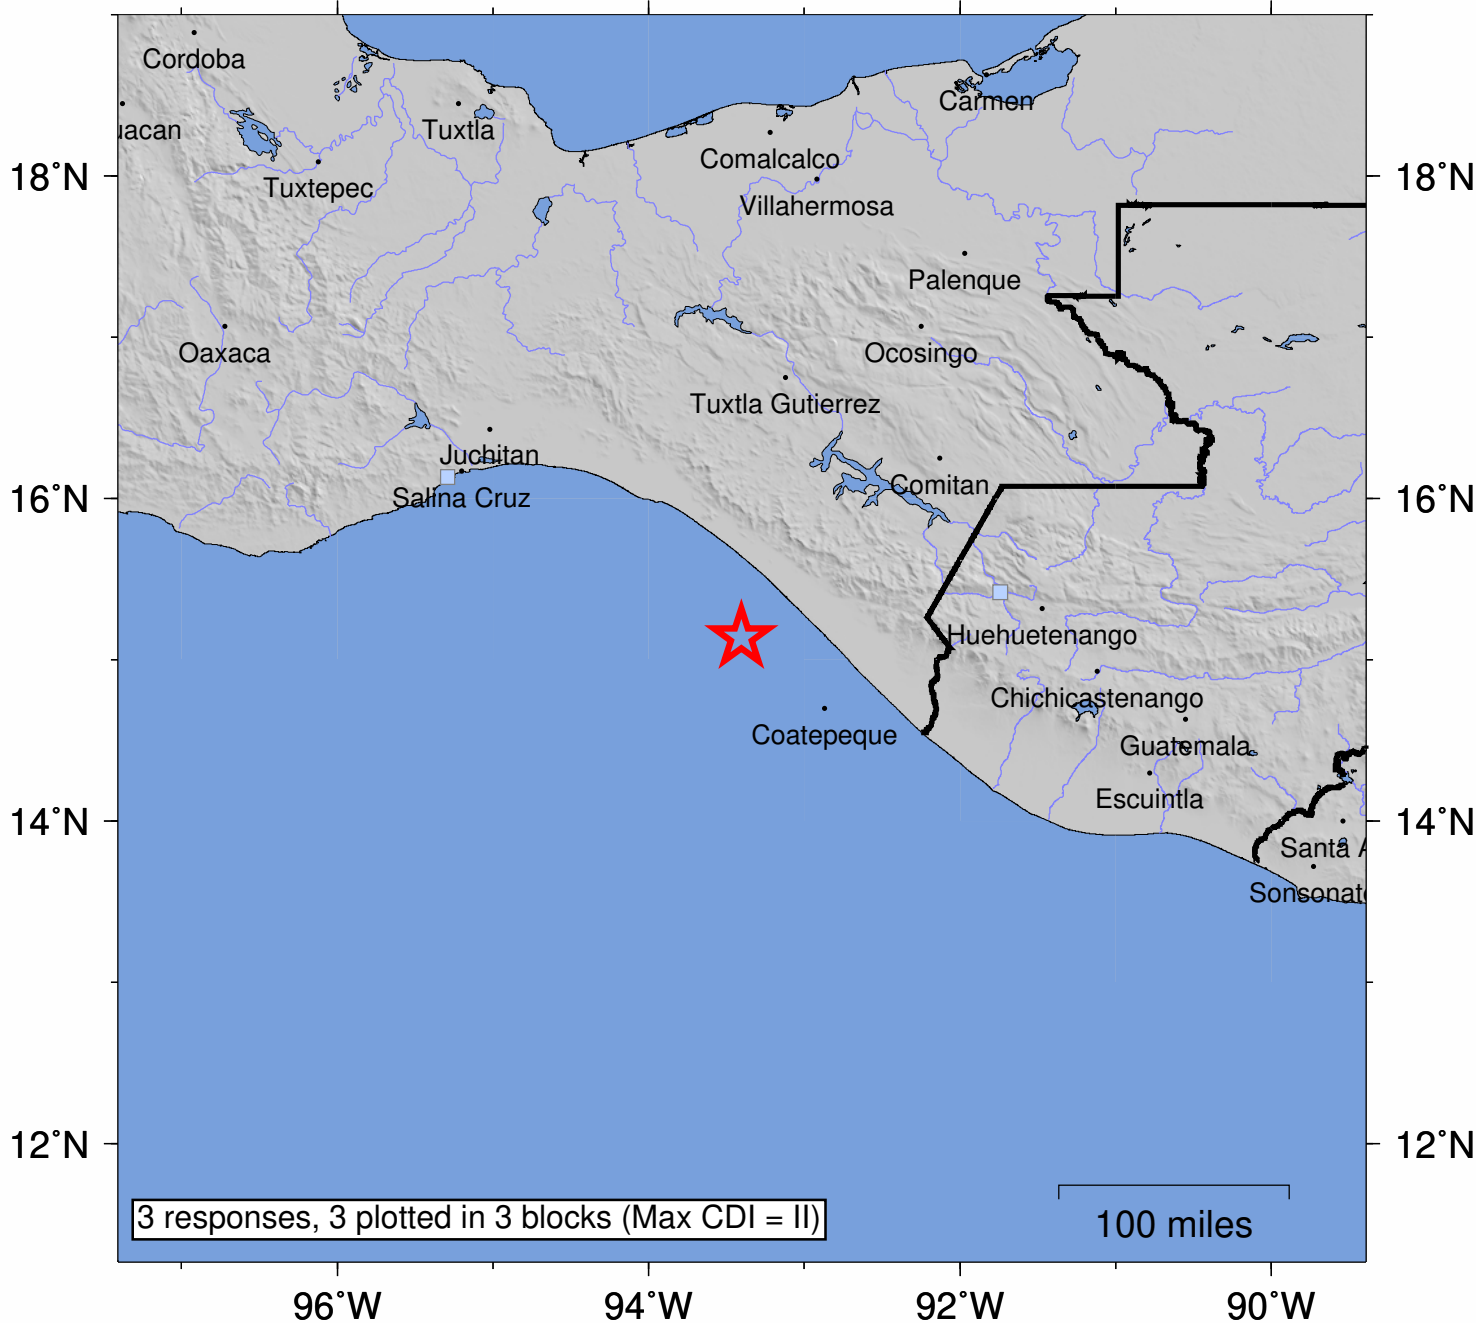 Cordoba
Carmen
uacan
Tuxtla
Comalcalco
18°N
18°N
Tuxtepec
Villahermosa
Palenque
Oaxaca
Ocosingo
Tuxtla Gutierrez
Juchitan
Comitan
16°N
16°N
Salina Cruz
Huehuetenango
Chichicastenango
Coatepeque
Guatemala
Escuintla
14°N
14°N
Santa A
Sonsonat
12°N
12°N
3 responses, 3 plotted in 3 blocks (Max CDI = II)
100 miles
96°W
94°W
92°W
90°W